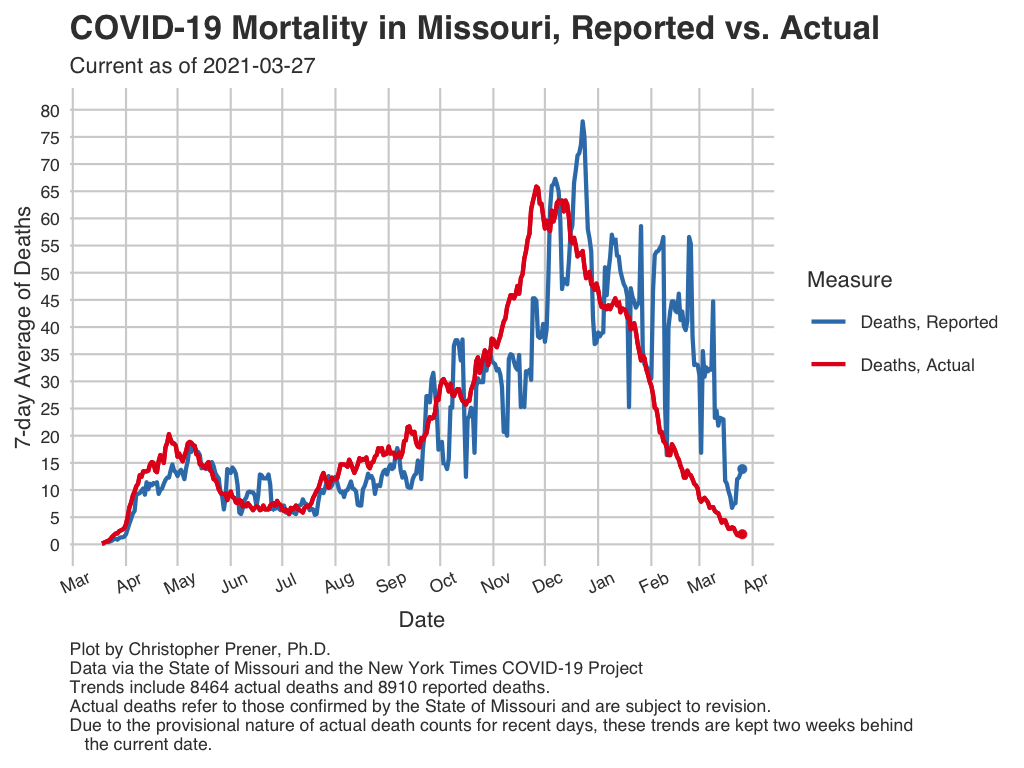 COVID-19 Mortality in Missouri, Reported vs. Actual
Current as of 2021-03-27
7-day Average of Deaths
80
75
70
65
60
55
50
45
40
35
30
25
20
15
10
5
0
Mar Apr May Jun Jul Aug Sep Oct Nov Dec Jan Feb Mar Apr
Date
Measure
Deaths, Reported
Deaths, Actual
Plot by Christopher Prener, Ph.D.
Data via the State of Missouri and the New York Times COVID-19 Project
Trends include 8464 actual deaths and 8910 reported deaths.
Actual deaths refer to those confirmed by the State of Missouri and are subject to revision.
Due to the provisional nature of actual death counts for recent days, these trends are kept two weeks behind
the current date.